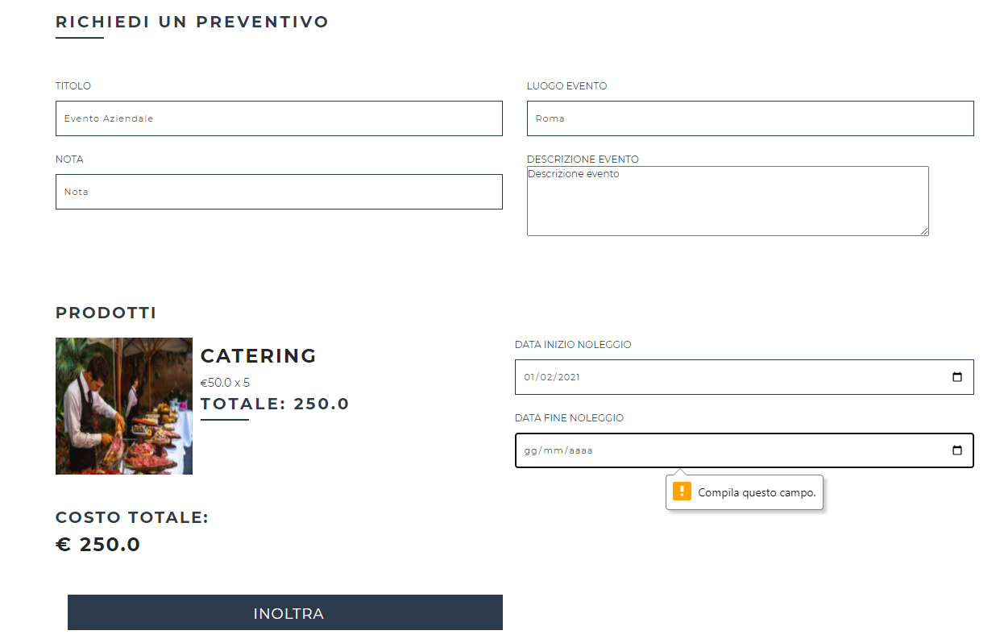 RICHIEDI UN PREVENTIVO
TITOLO
Evento Aziendale
LUOGO EVENTO
Roma
NOTA
Nota
DESCRIZIONE EVENTO
Descrizione evento
PRODOTTI
CATERING
€50.0 x 5
TOTALE: 250.0
DATA INIZIO NOLEGGIO
01/02/2021
DATA FINE NOLEGGIO
gg/mm/aaaa
Compila questo campo.
COSTO TOTALE:
€ 250.0
INOLTRA